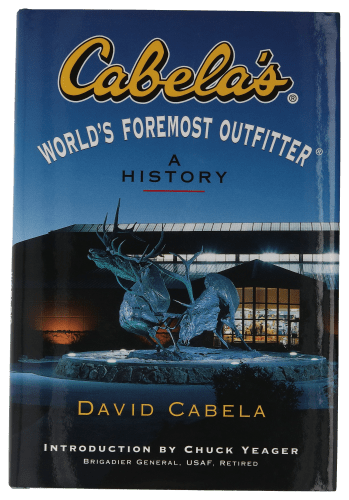 Cabela's®
WORLD'S FOREMOST OUTFITTER®
A
HISTORY
DAVID CABELA
INTRODUCTION BY CHUCK YEAGER
BRIGADIER GENERAL, USAF, RETIRED